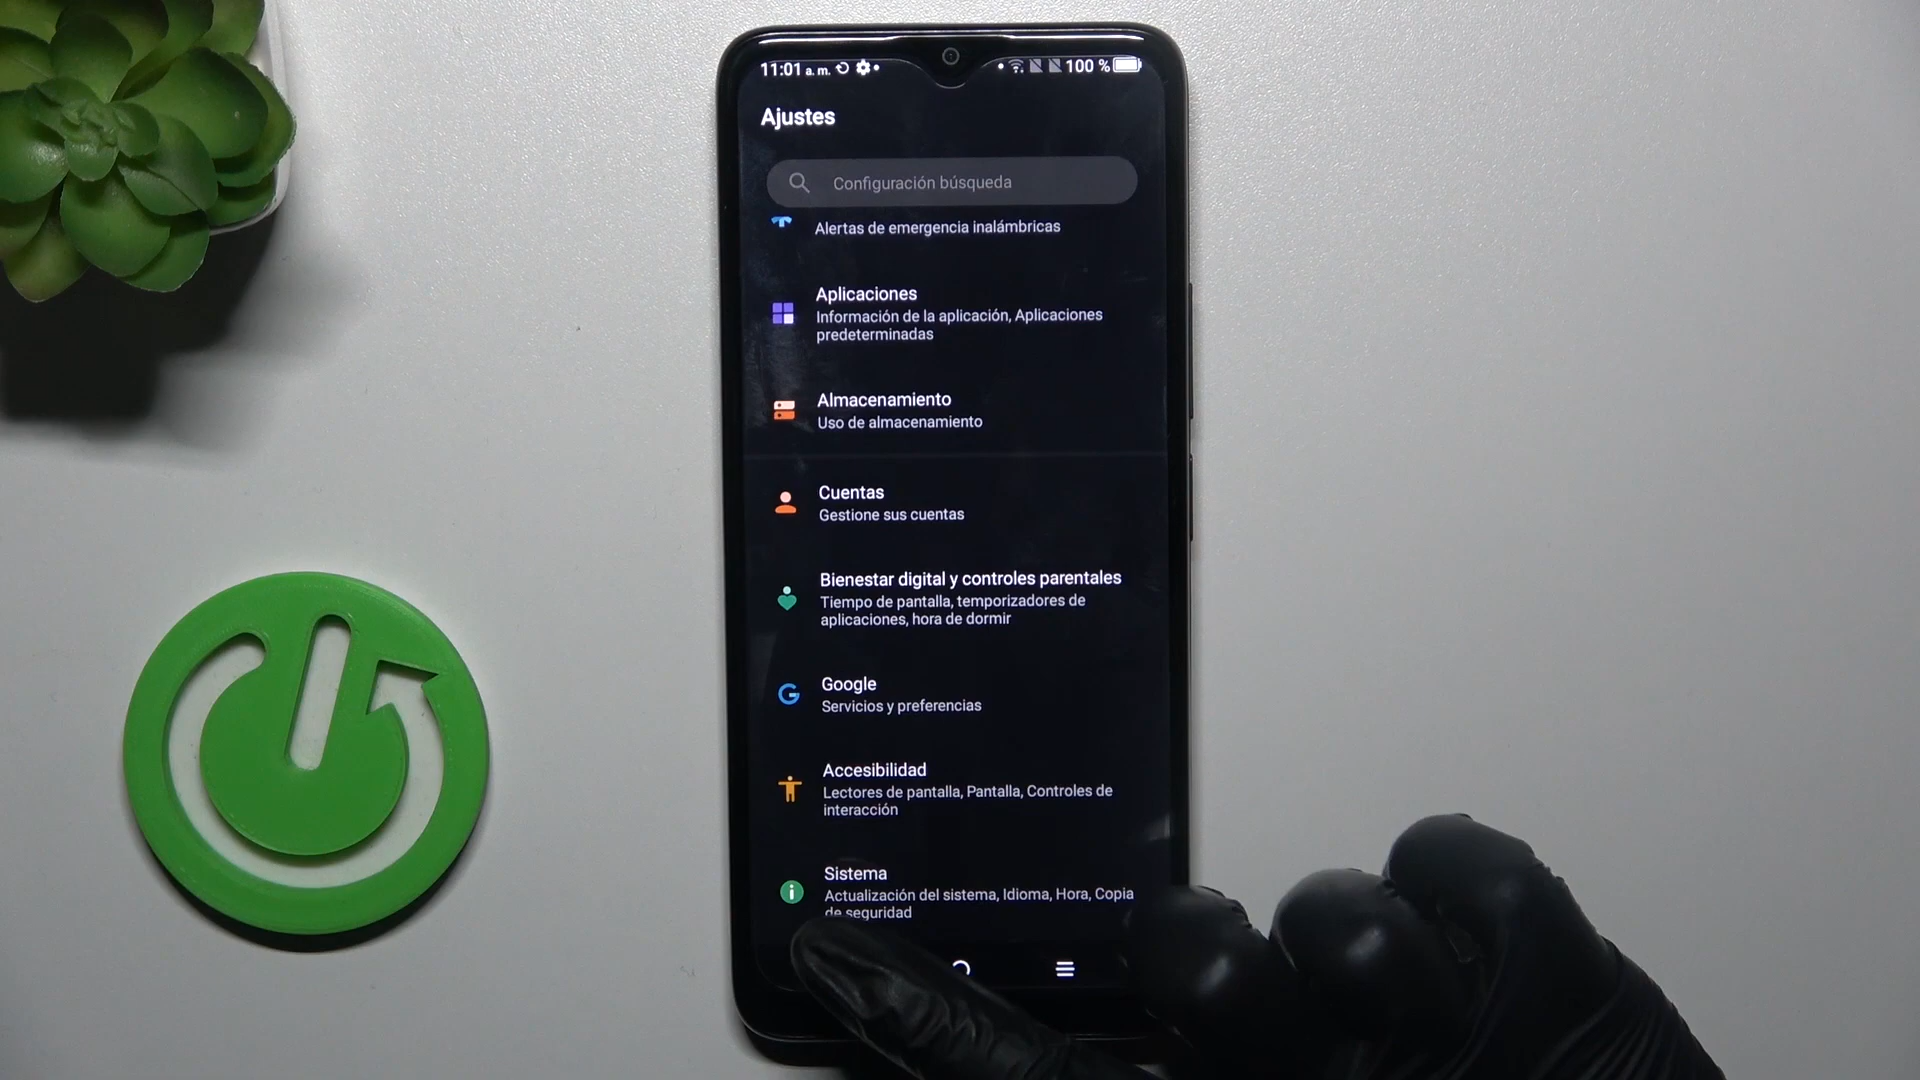 11:01 a. m.
100 %
Ajustes
Configuración búsqueda
Alertas de emergencia inalámbricas
Aplicaciones
Información de la aplicación, Aplicaciones
predeterminadas
Almacenamiento
Uso de almacenamiento
Cuentas
Gestione sus cuentas
Bienestar digital y controles parentales
Tiempo de pantalla, temporizadores de
aplicaciones, hora de dormir
Google
Servicios y preferencias
Accesibilidad
Lectores de pantalla, Pantalla, Controles de
interacción
Sistema
Actualización del sistema, Idioma, Hora, Copia
de seguridad